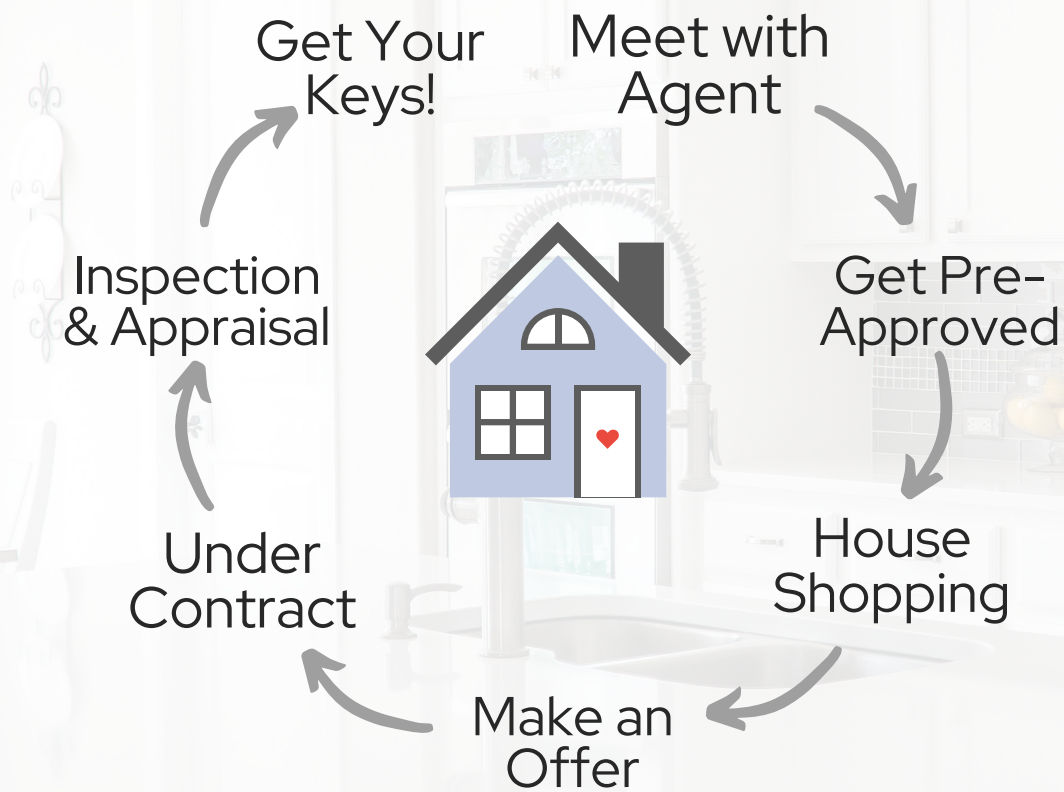 Get Your
Keys!
Meet with
Agent
Get Pre-
Approved
House
Shopping
Make an
Offer
Under
Contract
Inspection
& Appraisal